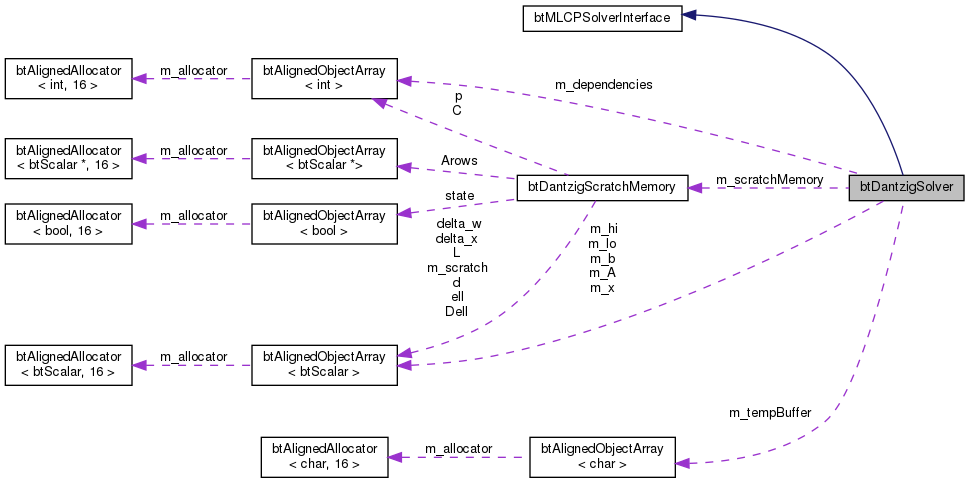 btMLCPSolverInterface
btAlignedAllocator
< int, 16 >
m_allocator
btAlignedObjectArray
< int >
m_dependencies
p
C
btAlignedAllocator
< btScalar *, 16 >
m_allocator
btAlignedObjectArray
< btScalar *>
Arows
btDantzigScratchMemory
m_scratchMemory
btDantzigSolver
btAlignedAllocator
< bool, 16 >
m_allocator
btAlignedObjectArray
< bool >
state
delta_w
delta_x
L
m_scratch
d
ell
Dell
m_hi
m_lo
m_b
m_A
m_x
btAlignedAllocator
< btScalar, 16 >
m_allocator
btAlignedObjectArray
< btScalar >
m_tempBuffer
btAlignedAllocator
< char, 16 >
m_allocator
btAlignedObjectArray
< char >